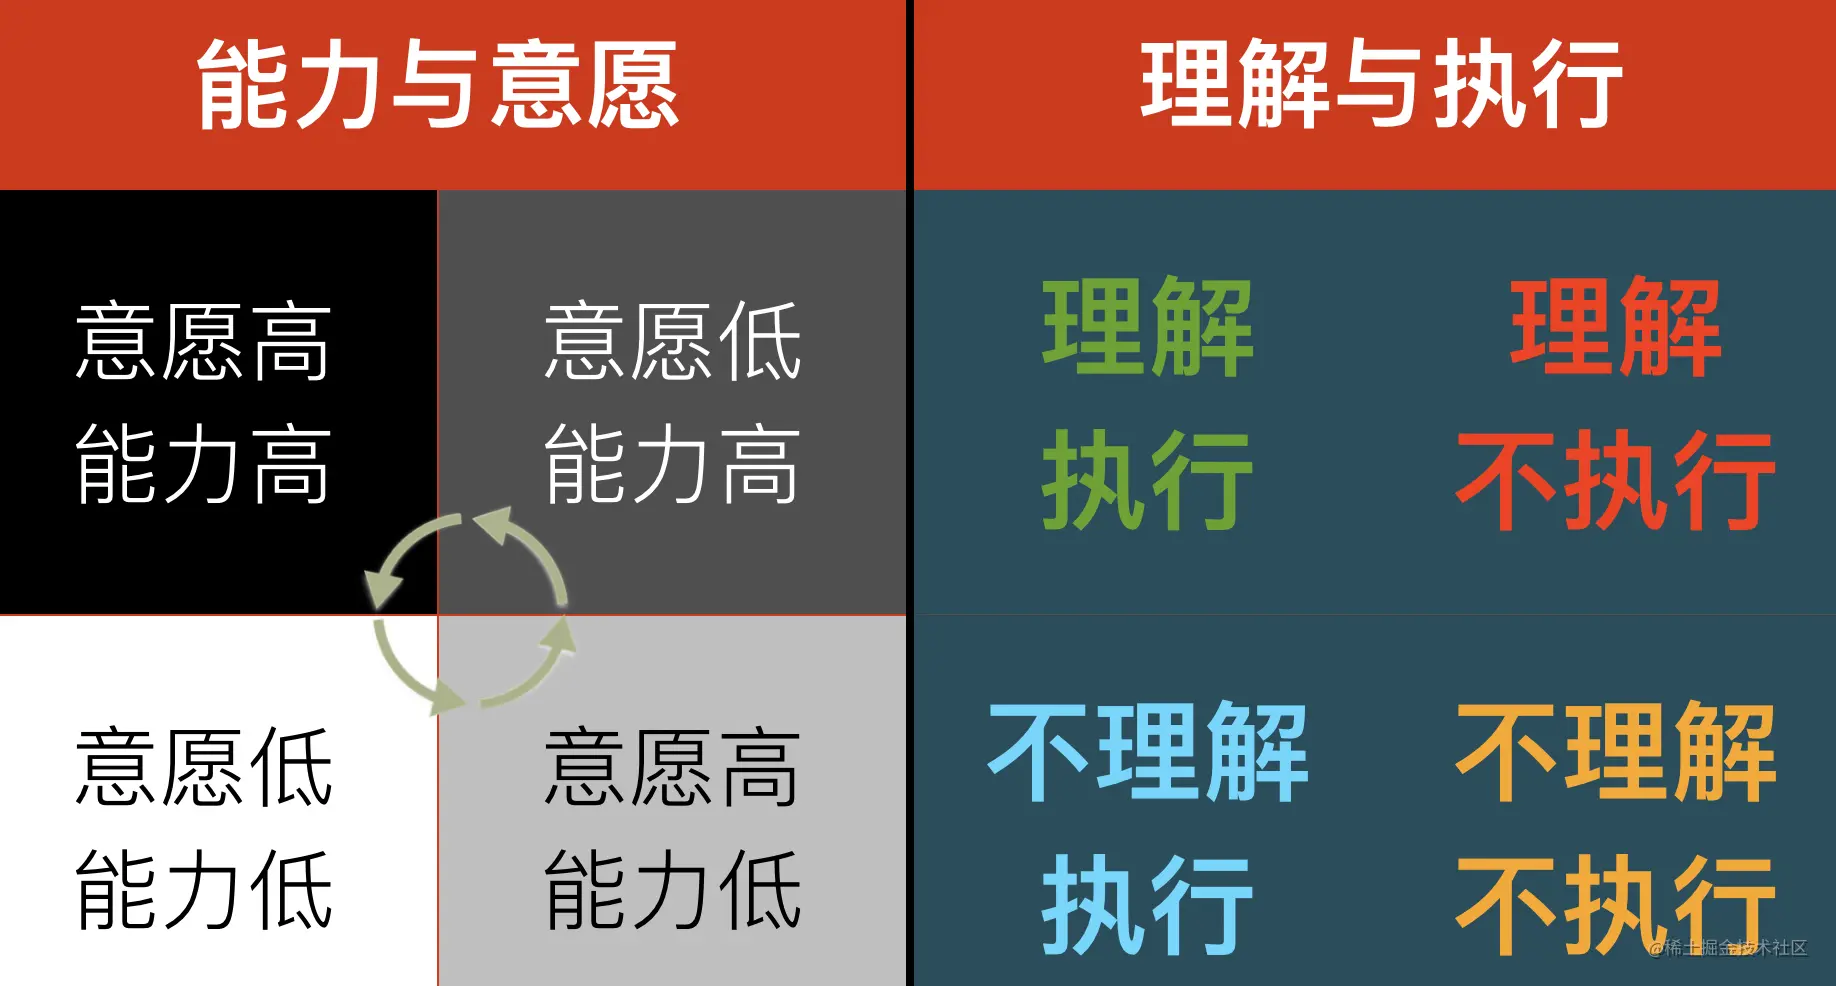 能力与意愿
理解与执行
意愿高
能力高
意愿低
能力高
意愿低
能力低
意愿高
能力低
理解
执行
理解
不执行
不理解
执行
不理解
不执行
@稀土掘金技术社区